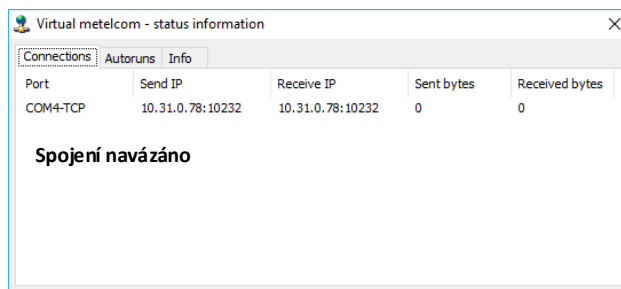 Virtual metelcom - status information
Connections Autoruns Info
Port Send IP Receive IP Sent bytes Received bytes
COM4-TCP 10.31.0.78:10232 10.31.0.78:10232 0 0
Spojení navázáno